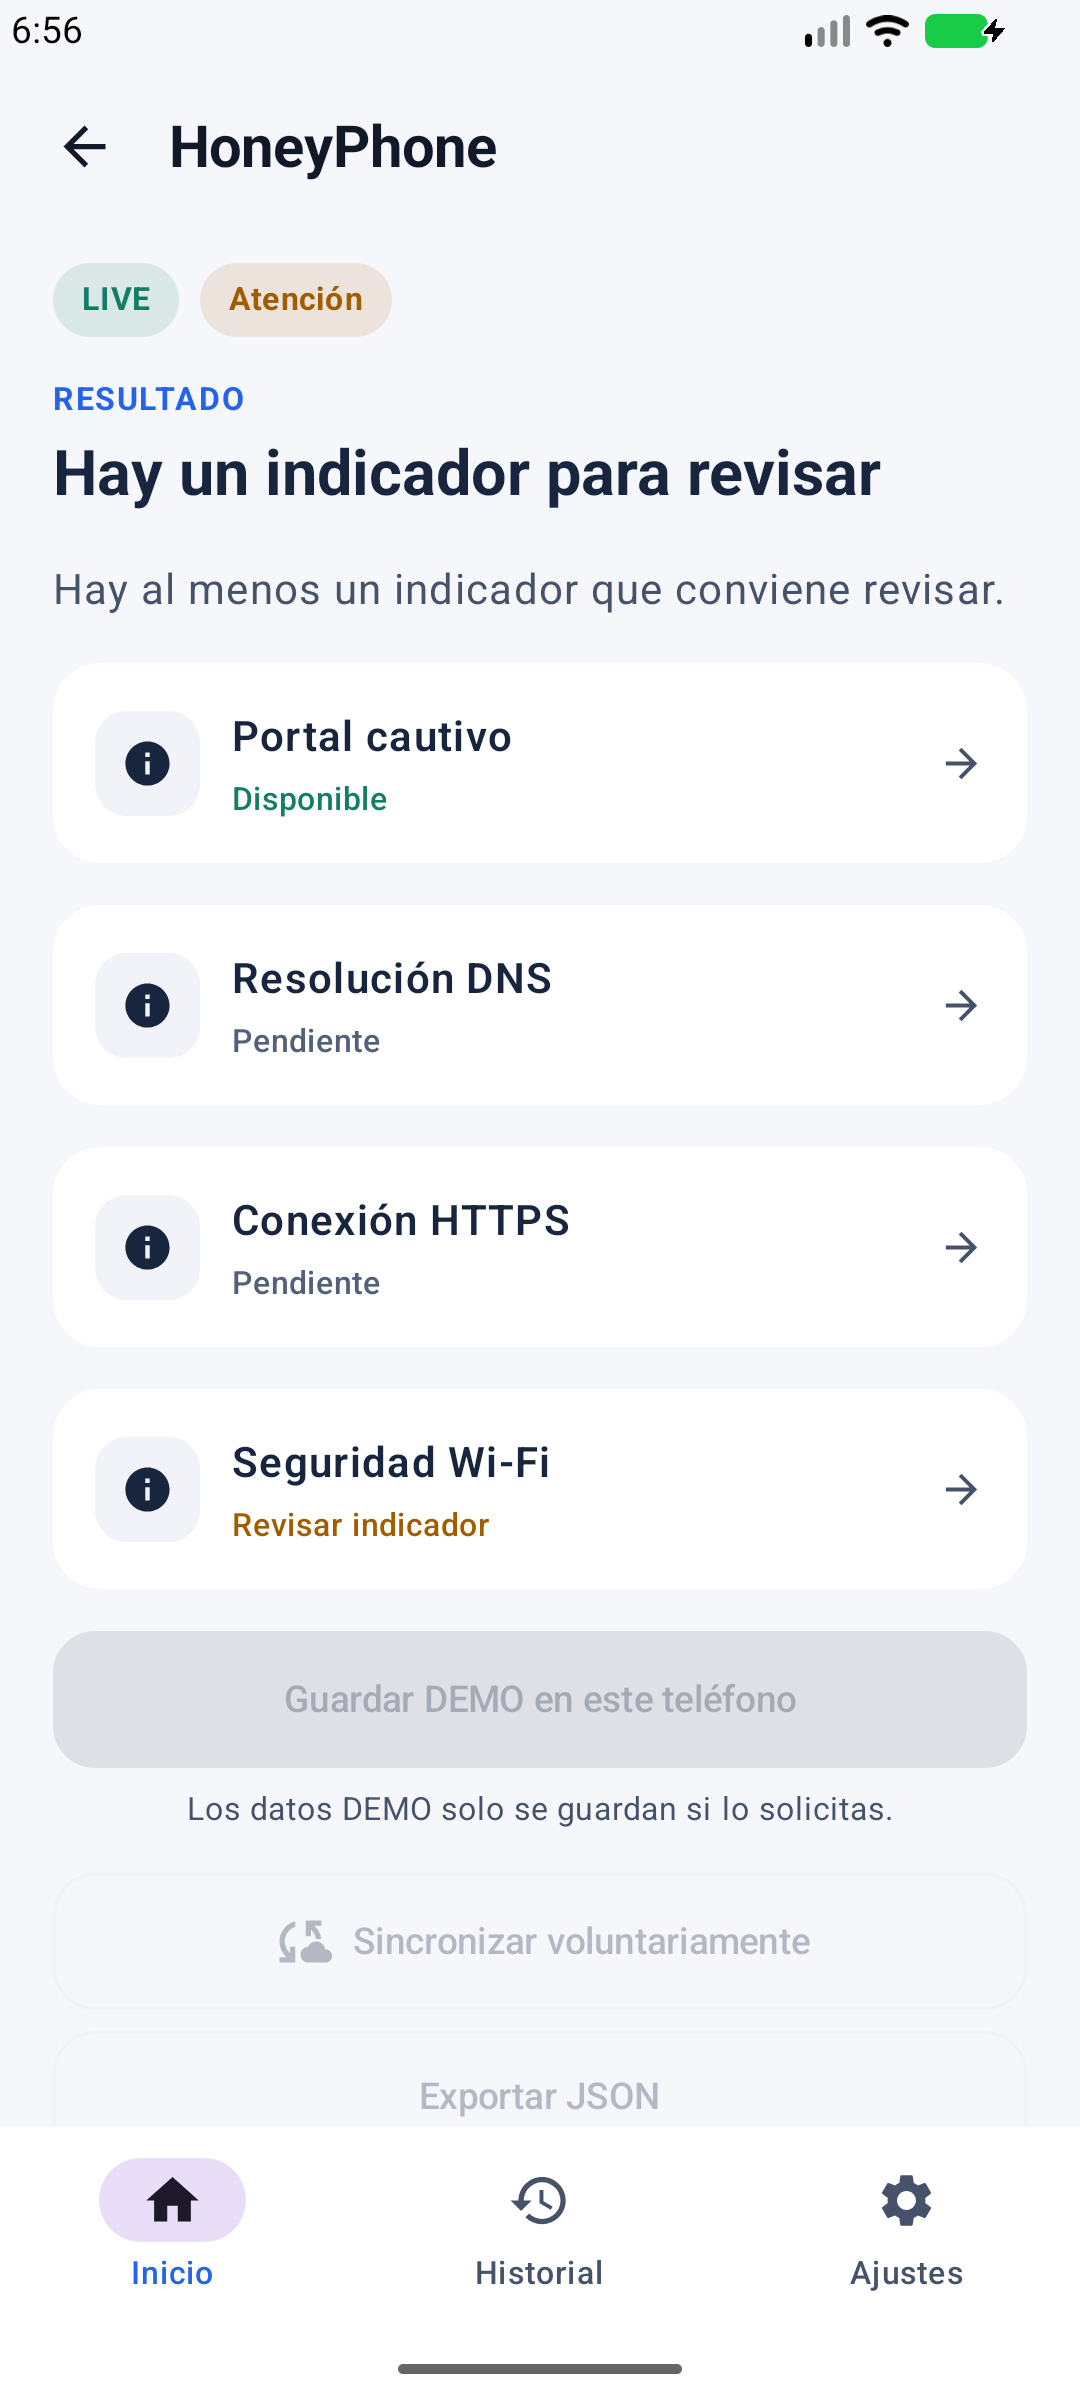 6:56
HoneyPhone
LIVE
Atención
RESULTADO
Hay un indicador para revisar
Hay al menos un indicador que conviene revisar.
Portal cautivo
Disponible
Resolución DNS
Pendiente
Conexión HTTPS
Pendiente
Seguridad Wi-Fi
Revisar indicador
Guardar DEMO en este teléfono
Los datos DEMO solo se guardan si lo solicitas.
Sincronizar voluntariamente
Exportar JSON
Inicio
Historial
Ajustes